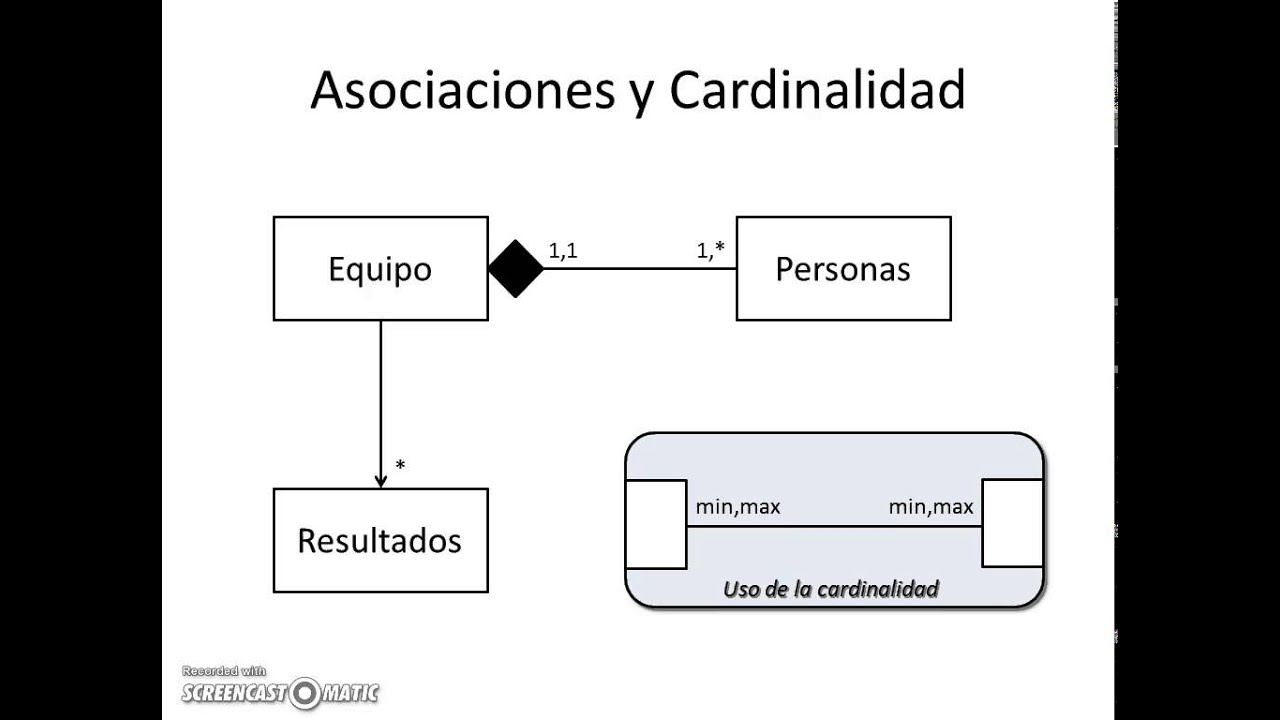 Asociaciones y Cardinalidad
Equipo
1,1
1,*
Personas
*
Resultados
min,max
min,max
Uso de la cardinalidad
Recorded with
SCREENCAST O MATIC